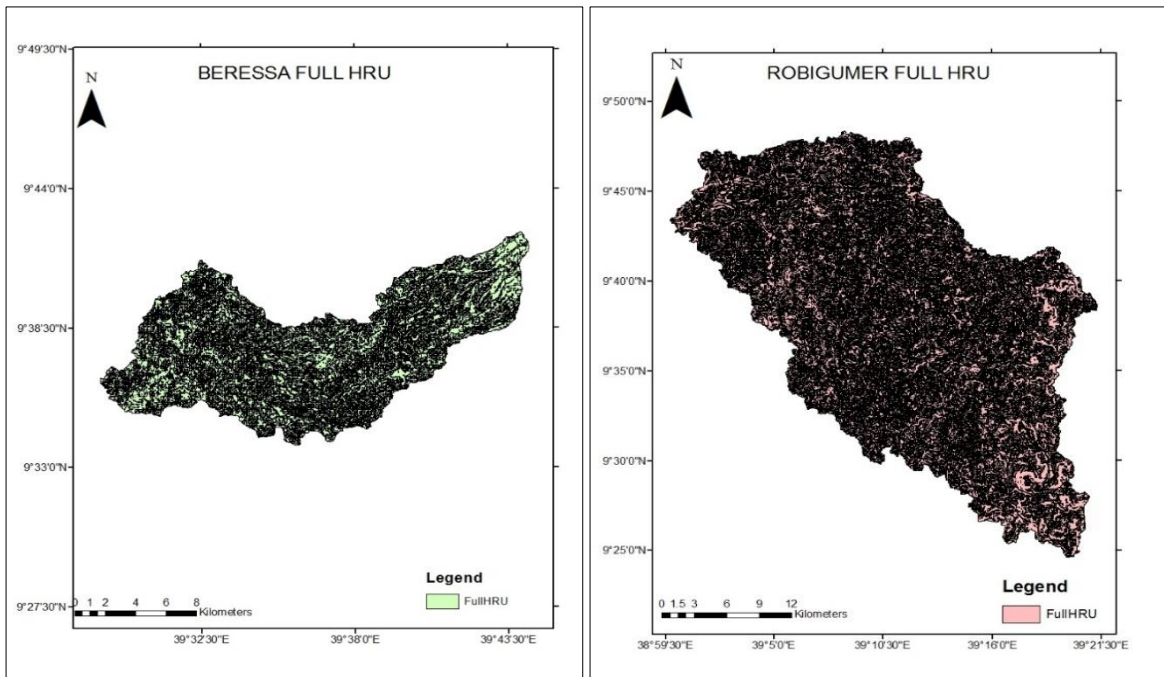 BERESSA FULL HRU
N
9°49'30"N
9°44'0"N
9°38'30"N
9°33'0"N
9°27'30"N
Legend
FullHRU
0 1 2 4 6 8
Kilometers
39°32'30"E 39°38'0"E 39°43'30"E
ROBIGUMER FULL HRU
N
9°50'0"N
9°45'0"N
9°40'0"N
9°35'0"N
9°30'0"N
9°25'0"N
Legend
FullHRU
0 1.5 3 6 9 12
Kilometers
38°59'30"E 39°5'0"E 39°10'30"E 39°16'0"E 39°21'30"E